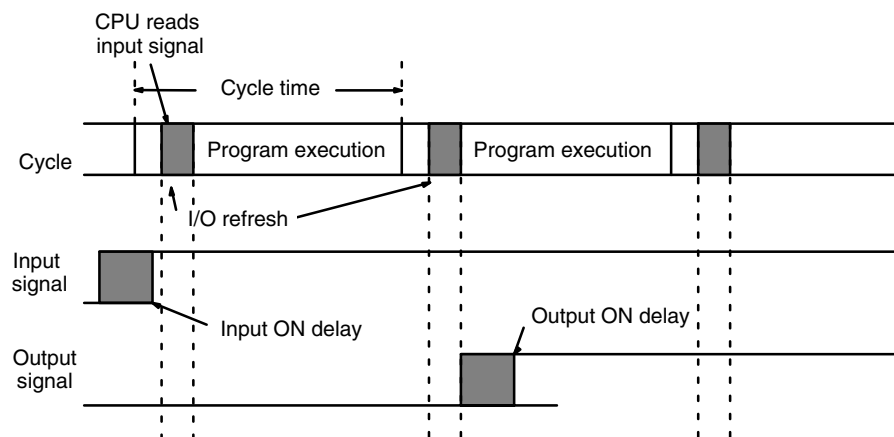 CPU reads
input signal
Cycle time
Cycle
Program execution
Program execution
I/O refresh
Input
signal
Input ON delay
Output ON delay
Output
signal